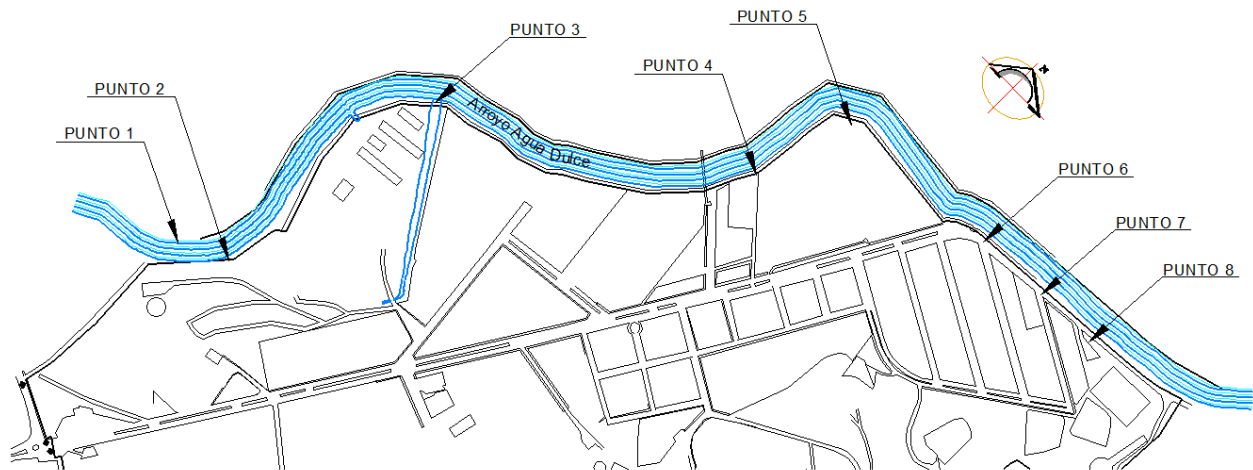 PUNTO 1
PUNTO 2
PUNTO 3
Arroyo Agua Dulce
PUNTO 4
PUNTO 5
PUNTO 6
PUNTO 7
PUNTO 8